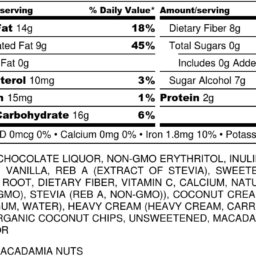 Amount/serving % Daily Value* Amount/serving
Fat 14g 18% Dietary Fiber 8g
ated Fat 9g 45% Total Sugars 0g
Fat 0g Includes 0g Adde
terol 10mg 3% Sugar Alcohol 7g
m 15mg 1% Protein 2g
Carbohydrate 16g 6%
D 0mcg 0% • Calcium 0mg 0% • Iron 1.8mg 10% • Potass
CHOCOLATE LIQUOR, NON-GMO ERYTHRITOL, INULI
VANILLA, REB A (EXTRACT OF STEVIA), SWEETE
ROOT, DIETARY FIBER, VITAMIN C, CALCIUM, NATU
GMO), STEVIA (REB A, NON-GMO)), COCONUT CREA
GUM, WATER), HEAVY CREAM (HEAVY CREAM, CARR
RGANIC COCONUT CHIPS, UNSWEETENED, MACADA
OR
ACADAMIA NUTS